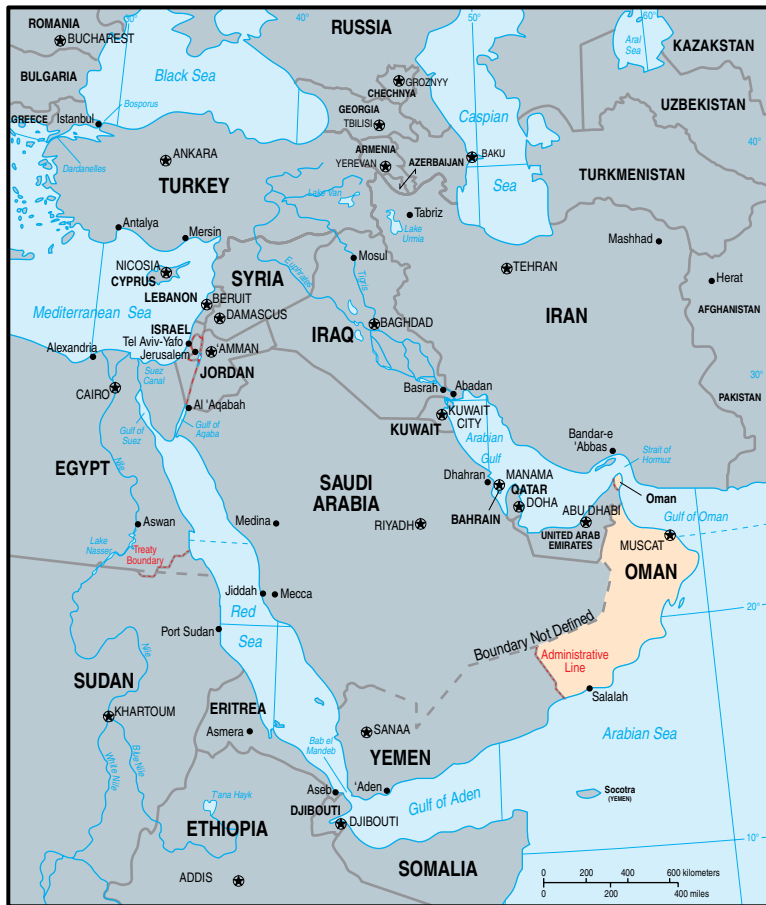 30°
50°
60°
ROMANIA
BUCHAREST
RUSSIA
Aral
Sea
KAZAKSTAN
BULGARIA
Black Sea
GROZNYY
CHECHNYA
Caspian
Sea
UZBEKISTAN
Bosporus
GREECE
Istanbul
GEORGIA
TBILISI
40°
ARMENIA
YEREVAN
AZERBAIJAN
BAKU
ANKARA
Dardanelles
TURKEY
TURKMENISTAN
Lake Van
Tabriz
Lake
Urmia
Antalya
Mersin
Mashhad
Mosul
NICOSIA
CYPRUS
SYRIA
Euphrates
Tigris
TEHRAN
Herat
LEBANON
BERUIT
DAMASCUS
Mediterranean Sea
AFGHANISTAN
IRAQ
BAGHDAD
IRAN
ISRAEL
Tel Aviv-Yafo
Jerusalem
'AMMAN
JORDAN
Alexandria
Suez
Canal
30°
CAIRO
Basrah
Abadan
PAKISTAN
Al 'Aqabah
KUWAIT
KUWAIT
CITY
Gulf of
Suez
Gulf of
Aqaba
Arabian
Gulf
Bandar-e
'Abbas
Strait of
Hormuz
EGYPT
Nile
SAUDI
ARABIA
Dhahran
MANAMA
QATAR
DOHA
BAHRAIN
ABU DHABI
Oman
Gulf of Oman
Aswan
Medina
RIYADH
UNITED ARAB
EMIRATES
MUSCAT
Lake
Nasser
Treaty
Boundary
OMAN
Jiddah
Mecca
20°
Red
Sea
Boundary Not Defined
Port Sudan
Nile
Administrative
Line
SUDAN
ERITREA
Salalah
KHARTOUM
Asmera
SANAA
Arabian Sea
Bab el
Mandeb
YEMEN
White Nile
Blue Nile
T'ana Hayk
Aseb
'Aden
Socotra
(YEMEN)
Gulf of Aden
DJIBOUTI
DJIBOUTI
ETHIOPIA
10°
SOMALIA
ADDIS
0 200 400 600 kilometers
0 200 400 miles